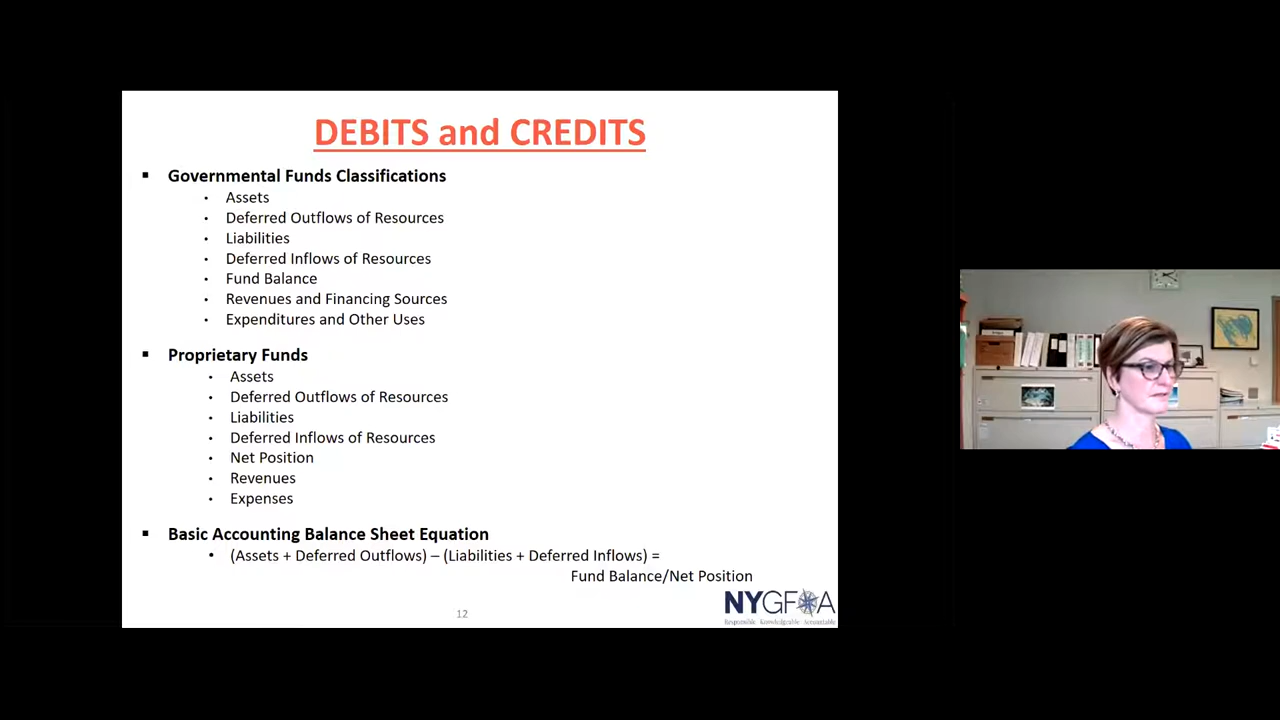 DEBITS and CREDITS
▪ Governmental Funds Classifications
• Assets
• Deferred Outflows of Resources
• Liabilities
• Deferred Inflows of Resources
• Fund Balance
• Revenues and Financing Sources
• Expenditures and Other Uses
▪ Proprietary Funds
• Assets
• Deferred Outflows of Resources
• Liabilities
• Deferred Inflows of Resources
• Net Position
• Revenues
• Expenses
▪ Basic Accounting Balance Sheet Equation
• (Assets + Deferred Outflows) – (Liabilities + Deferred Inflows) =
Fund Balance/Net Position
NYGFOA
Responsible Knowledgeable Accountable
12